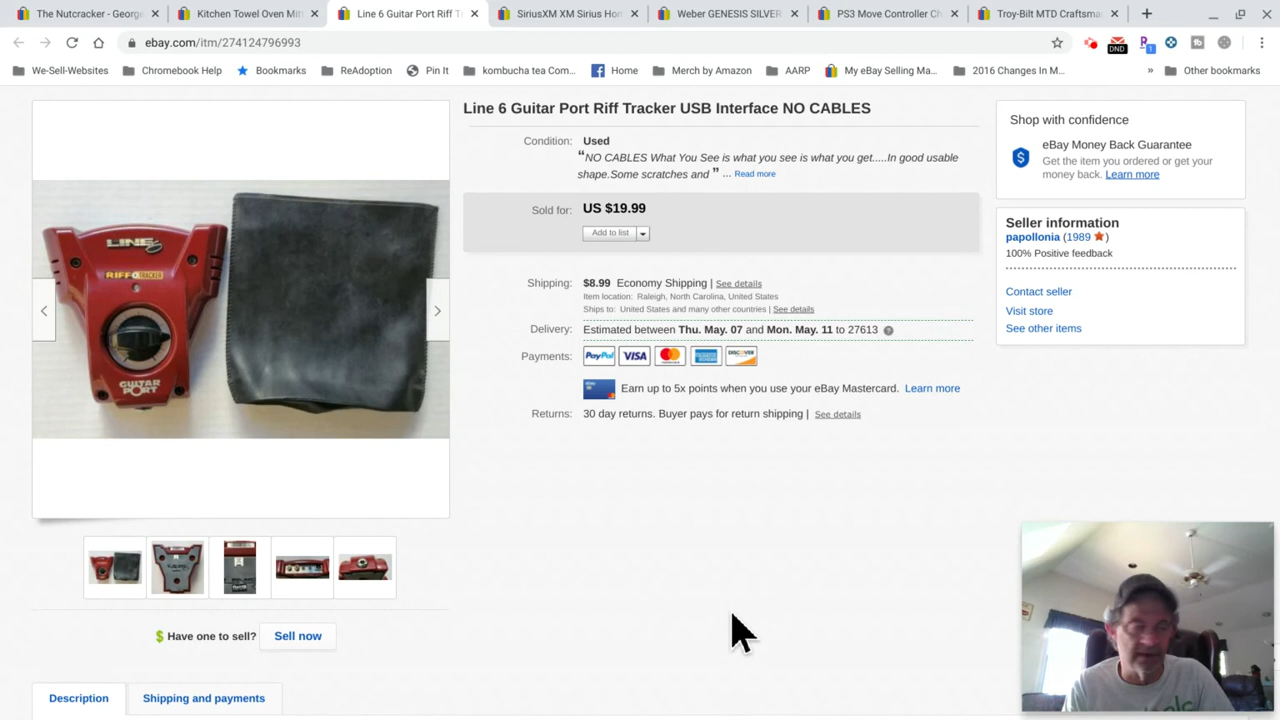 The Nutcracker - George
Kitchen Towel Oven Mitt
Line 6 Guitar Port Riff T
SiriusXM XM Sirius Hon
Weber GENESIS SILVER
PS3 Move Controller Ch
Troy-Bilt MTD Craftsma
ebay.com/itm/274124796993
DND
1
We-Sell-Websites
Chromebook Help
Bookmarks
ReAdoption
Pin It
kombucha tea Com...
Home
Merch by Amazon
AARP
My eBay Selling Ma...
2016 Changes In M...
»
Other bookmarks
Line 6 Guitar Port Riff Tracker USB Interface NO CABLES
Condition: Used
“NO CABLES What You See is what you see is what you get.....In good usable
shape.Some scratches and ” ... Read more
Sold for: US $19.99
Add to list
Shipping: $8.99 Economy Shipping | See details
Item location: Raleigh, North Carolina, United States
Ships to: United States and many other countries | See details
Delivery: Estimated between Thu. May. 07 and Mon. May. 11 to 27613
Payments: PayPal VISA MasterCard AMERICAN EXPRESS DISCOVER
Earn up to 5x points when you use your eBay Mastercard. Learn more
Returns: 30 day returns. Buyer pays for return shipping | See details
Shop with confidence
eBay Money Back Guarantee
Get the item you ordered or get your
money back. Learn more
Seller information
papollonia (1989 )
100% Positive feedback
Contact seller
Visit store
See other items
LINE 6
RIFF TRACKER
GUITAR
PORT
$ Have one to sell? Sell now
Description
Shipping and payments